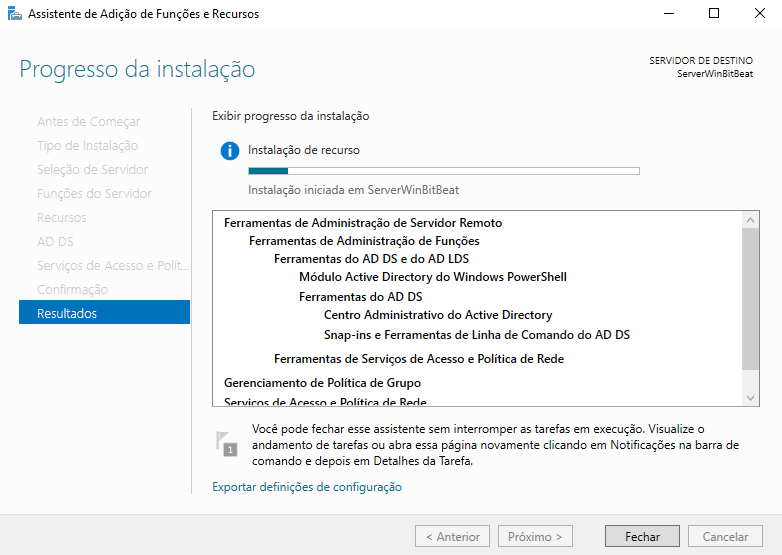 Assistente de Adição de Funções e Recursos
Progresso da instalação
SERVIDOR DE DESTINO
ServerWinBitBeat
Antes de Começar
Tipo de Instalação
Seleção de Servidor
Funções do Servidor
Recursos
AD DS
Serviços de Acesso e Polít...
Confirmação
Resultados
Exibir progresso da instalação
Instalação de recurso
Instalação iniciada em ServerWinBitBeat
Ferramentas de Administração de Servidor Remoto
Ferramentas de Administração de Funções
Ferramentas do AD DS e do AD LDS
Módulo Active Directory do Windows PowerShell
Ferramentas do AD DS
Centro Administrativo do Active Directory
Snap-ins e Ferramentas de Linha de Comando do AD DS
Ferramentas de Serviços de Acesso e Política de Rede
Gerenciamento de Política de Grupo
Serviços de Acesso e Política de Rede
1
Você pode fechar esse assistente sem interromper as tarefas em execução. Visualize o
andamento de tarefas ou abra essa página novamente clicando em Notificações na barra de
comando e depois em Detalhes da Tarefa.
Exportar definições de configuração
< Anterior
Próximo >
Fechar
Cancelar